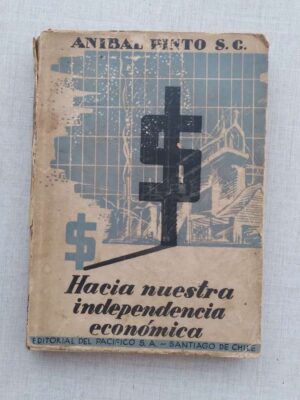 ANIBAL PINTO S.C.
$
$
Hacia nuestra
independencia
económica
EDITORIAL DEL PACIFICO S.A. - SANTIAGO DE CHILE